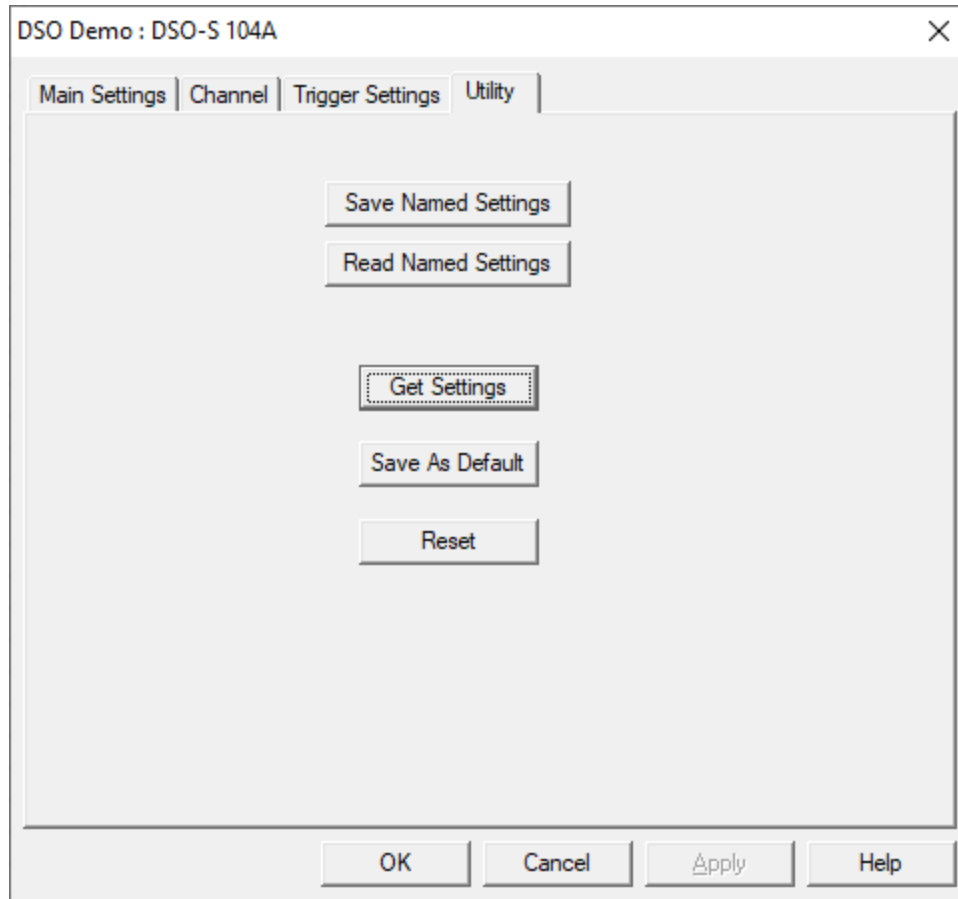 DSO Demo : DSO-S 104A
Main Settings Channel Trigger Settings Utility
Save Named Settings
Read Named Settings
Get Settings
Save As Default
Reset
OK Cancel Apply Help